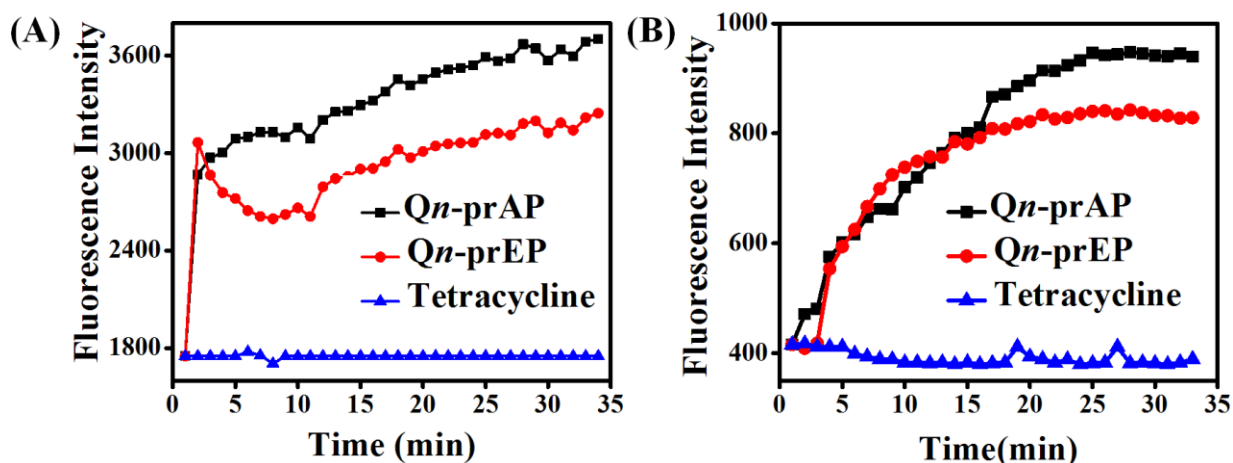 (A)
Fluorescence Intensity
3600
3000
2400
1800
Qn-prAP
Qn-prEP
Tetracycline
0 5 10 15 20 25 30 35
Time (min)
(B)
Fluorescence Intensity
1000
800
600
400
Qn-prAP
Qn-prEP
Tetracycline
0 5 10 15 20 25 30 35
Time(min)